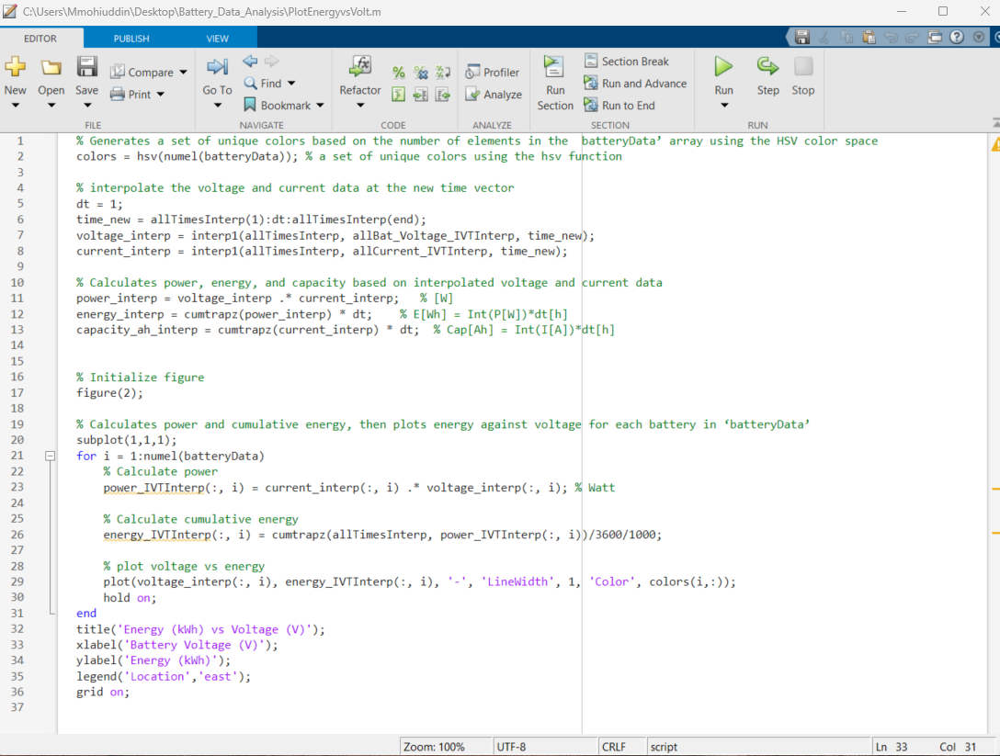 C:\Users\Mmohiuddin\Desktop\Battery_Data_Analysis\PlotEnergyvsVolt.m
EDITOR PUBLISH VIEW
New Open Save Compare Print
FILE
Go To Find Bookmark
NAVIGATE
Refactor
CODE
Profiler
Analyze
ANALYZE
Run Section
Section Break
Run and Advance
Run to End
SECTION
Run Step Stop
RUN
1 % Generates a set of unique colors based on the number of elements in the batteryData’ array using the HSV color space
2 colors = hsv(numel(batteryData)); % a set of unique colors using the hsv function
3
4 % interpolate the voltage and current data at the new time vector
5 dt = 1;
6 time_new = allTimesInterp(1):dt:allTimesInterp(end);
7 voltage_interp = interp1(allTimesInterp, allBat_Voltage_IVTInterp, time_new);
8 current_interp = interp1(allTimesInterp, allCurrent_IVTInterp, time_new);
9
10 % Calculates power, energy, and capacity based on interpolated voltage and current data
11 power_interp = voltage_interp .* current_interp; % [W]
12 energy_interp = cumtrapz(power_interp) * dt; % E[Wh] = Int(P[W])*dt[h]
13 capacity_ah_interp = cumtrapz(current_interp) * dt; % Cap[Ah] = Int(I[A])*dt[h]
14
15
16 % Initialize figure
17 figure(2);
18
19 % Calculates power and cumulative energy, then plots energy against voltage for each battery in ‘batteryData’
20 subplot(1,1,1);
21 for i = 1:numel(batteryData)
22 % Calculate power
23 power_IVTInterp(:, i) = current_interp(:, i) .* voltage_interp(:, i); % Watt
24
25 % Calculate cumulative energy
26 energy_IVTInterp(:, i) = cumtrapz(allTimesInterp, power_IVTInterp(:, i))/3600/1000;
27
28 % plot voltage vs energy
29 plot(voltage_interp(:, i), energy_IVTInterp(:, i), '-', 'LineWidth', 1, 'Color', colors(i,:));
30 hold on;
31 end
32 title('Energy (kWh) vs Voltage (V)');
33 xlabel('Battery Voltage (V)');
34 ylabel('Energy (kWh)');
35 legend('Location','east');
36 grid on;
37
Zoom: 100% UTF-8 CRLF script Ln 33 Col 31